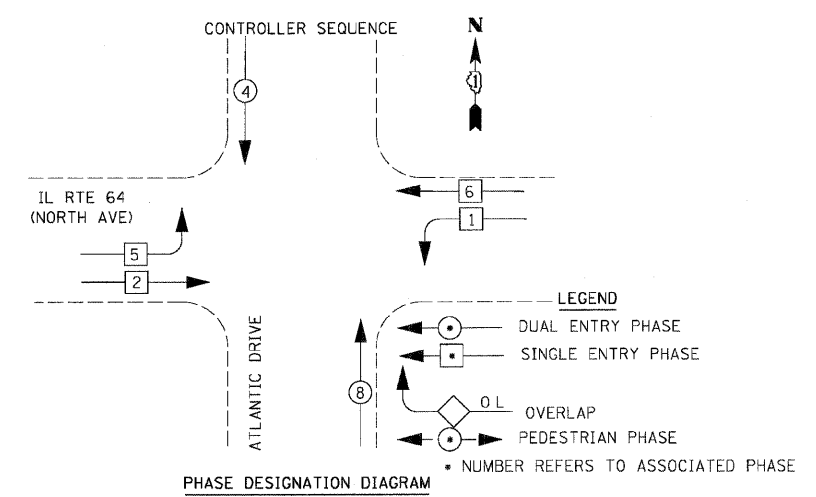 CONTROLLER SEQUENCE
N
1
4
IL RTE 64
(NORTH AVE)
6
1
5
2
LEGEND
DUAL ENTRY PHASE
SINGLE ENTRY PHASE
8
O L
OVERLAP
PEDESTRIAN PHASE
* NUMBER REFERS TO ASSOCIATED PHASE
ATLANTIC DRIVE
PHASE DESIGNATION DIAGRAM